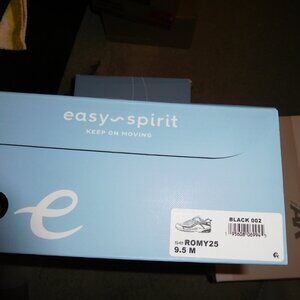 easy spirit
KEEP ON MOVING
e
BLACK 002
ROMY25
9.5 M